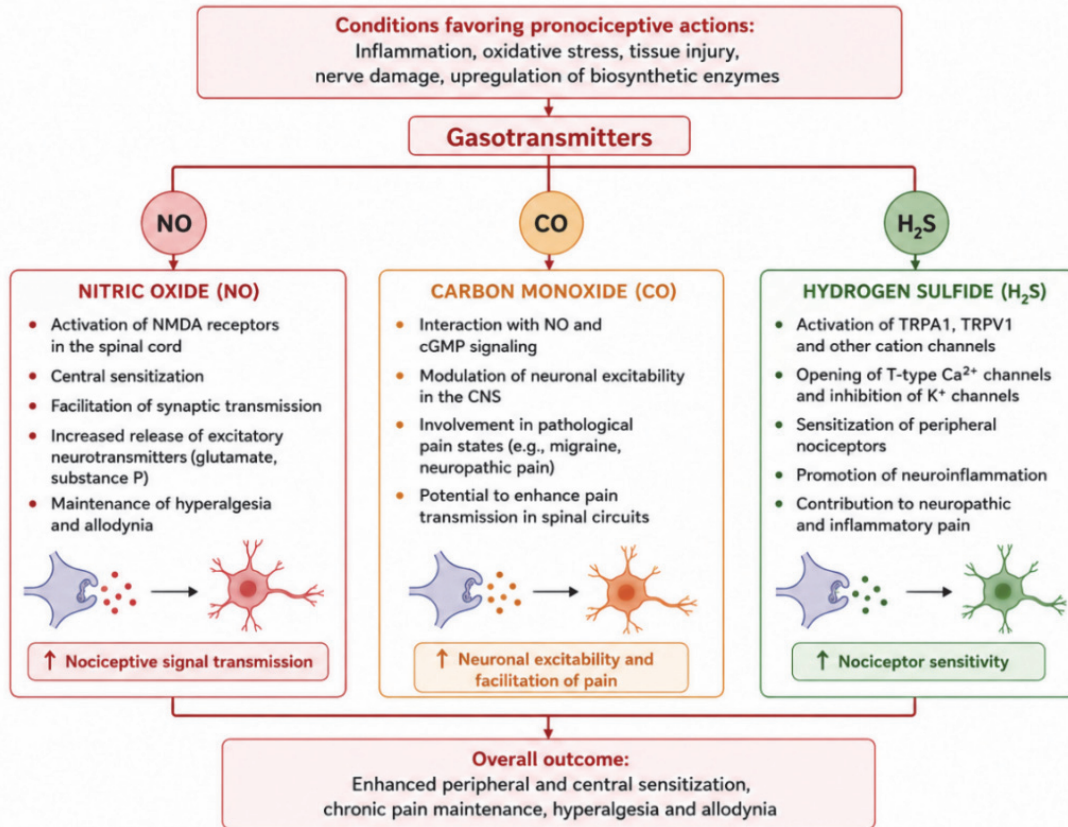 Conditions favoring pronociceptive actions:
Inflammation, oxidative stress, tissue injury,
nerve damage, upregulation of biosynthetic enzymes
Gasotransmitters
NO
CO
H₂S
NITRIC OXIDE (NO)
• Activation of NMDA receptors
in the spinal cord
• Central sensitization
• Facilitation of synaptic transmission
• Increased release of excitatory
neurotransmitters (glutamate,
substance P)
• Maintenance of hyperalgesia
and allodynia
↑ Nociceptive signal transmission
CARBON MONOXIDE (CO)
• Interaction with NO and
cGMP signaling
• Modulation of neuronal excitability
in the CNS
• Involvement in pathological
pain states (e.g., migraine,
neuropathic pain)
• Potential to enhance pain
transmission in spinal circuits
↑ Neuronal excitability and
facilitation of pain
HYDROGEN SULFIDE (H₂S)
• Activation of TRPA1, TRPV1
and other cation channels
• Opening of T-type Ca²⁺ channels
and inhibition of K⁺ channels
• Sensitization of peripheral
nociceptors
• Promotion of neuroinflammation
• Contribution to neuropathic
and inflammatory pain
↑ Nociceptor sensitivity
Overall outcome:
Enhanced peripheral and central sensitization,
chronic pain maintenance, hyperalgesia and allodynia